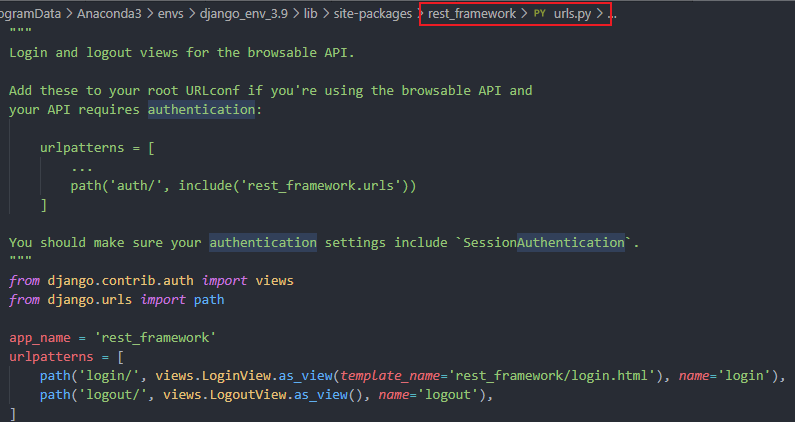 ogramData > Anaconda3 > envs > django_env_3.9 > lib > site-packages > rest_framework > PY urls.py > ...
"""
Login and logout views for the browsable API.
Add these to your root URLconf if you're using the browsable API and
your API requires authentication:
urlpatterns = [
...
path('auth/', include('rest_framework.urls'))
]
You should make sure your authentication settings include `SessionAuthentication`.
"""
from django.contrib.auth import views
from django.urls import path
app_name = 'rest_framework'
urlpatterns = [
path('login/', views.LoginView.as_view(template_name='rest_framework/login.html'), name='login'),
path('logout/', views.LogoutView.as_view(), name='logout'),
]